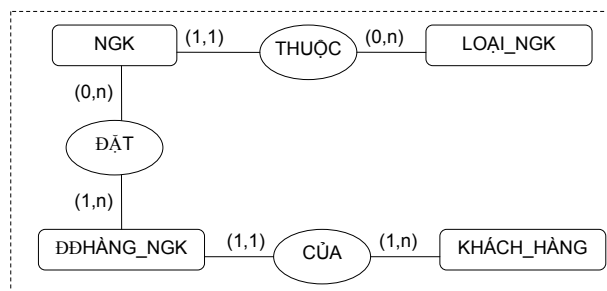 NGK (1,1) THUỘC (0,n) LOẠI_NGK
(0,n)
ĐẶT
(1,n)
ĐĐHÀNG_NGK (1,1) CỦA (1,n) KHÁCH_HÀNG